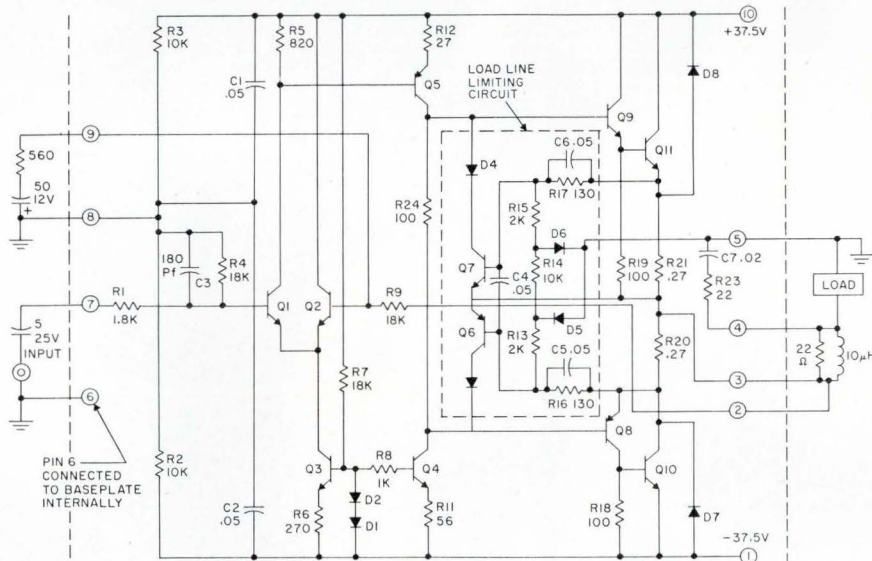 R3
10K
R5
820
R12
27
⑩
+37.5V
C1
.05
Q5
LOAD LINE
LIMITING
CIRCUIT
D8
Q9
⑨
560
C6.05
Q11
D4
50
12V
+
⑧
R17 130
R24
100
R15
2K
⑤
D6
C7.02
180
Pf
C3
R4
18K
Q7
C4
.05
R14
10K
R19
100
R21
.27
R23
22
LOAD
⑦
R1
1.8K
Q1
Q2
R9
18K
5
25V
INPUT
Q6
D5
R13
2K
R20
.27
④
22
Ω
10µH
R7
18K
C5.05
③
⑥
R16 130
②
Q8
PIN 6
CONNECTED
TO BASEPLATE
INTERNALLY
R2
10K
Q3
R8
1K
Q4
Q10
D2
D1
C2
.05
R6
270
R11
56
R18
100
D7
-37.5V
①